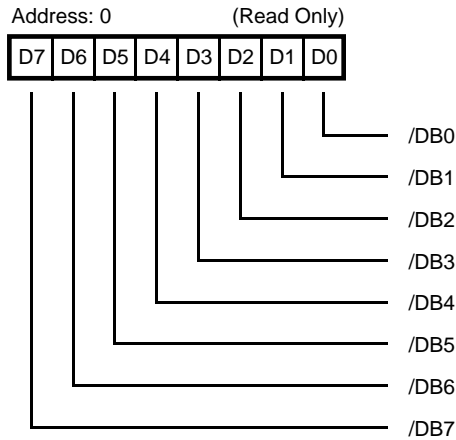 Address: 0 (Read Only)
D7 D6 D5 D4 D3 D2 D1 D0
/DB0
/DB1
/DB2
/DB3
/DB4
/DB5
/DB6
/DB7